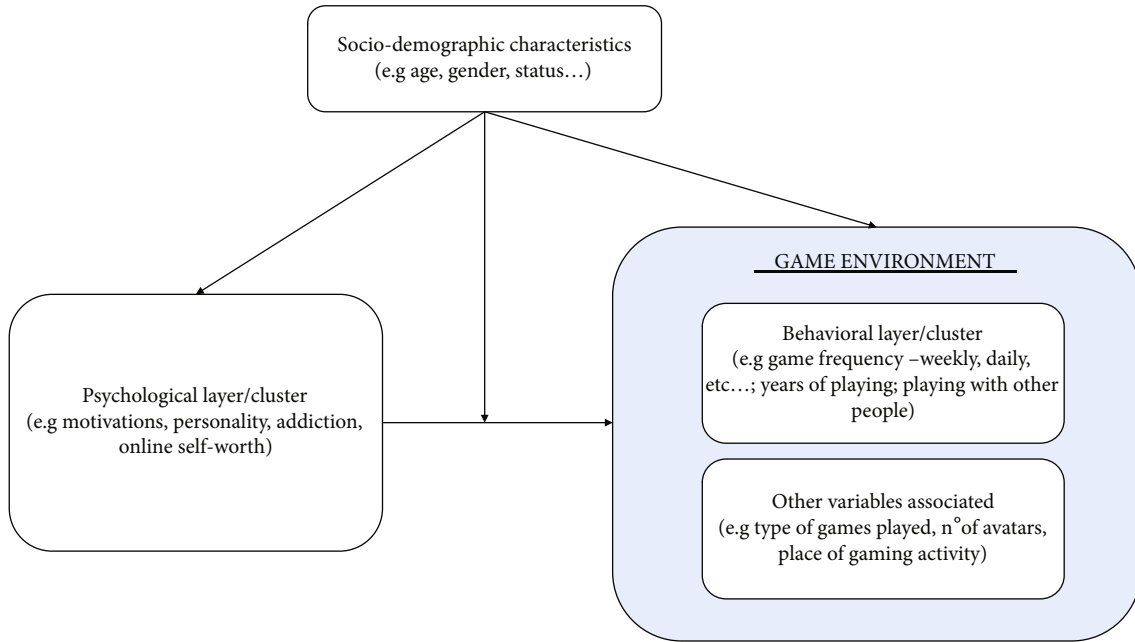 Socio-demographic characteristics
(e.g age, gender, status…)
GAME ENVIRONMENT
Psychological layer/cluster
(e.g motivations, personality, addiction,
online self-worth)
Behavioral layer/cluster
(e.g game frequency –weekly, daily,
etc…; years of playing; playing with other
people)
Other variables associated
(e.g type of games played, n°of avatars,
place of gaming activity)